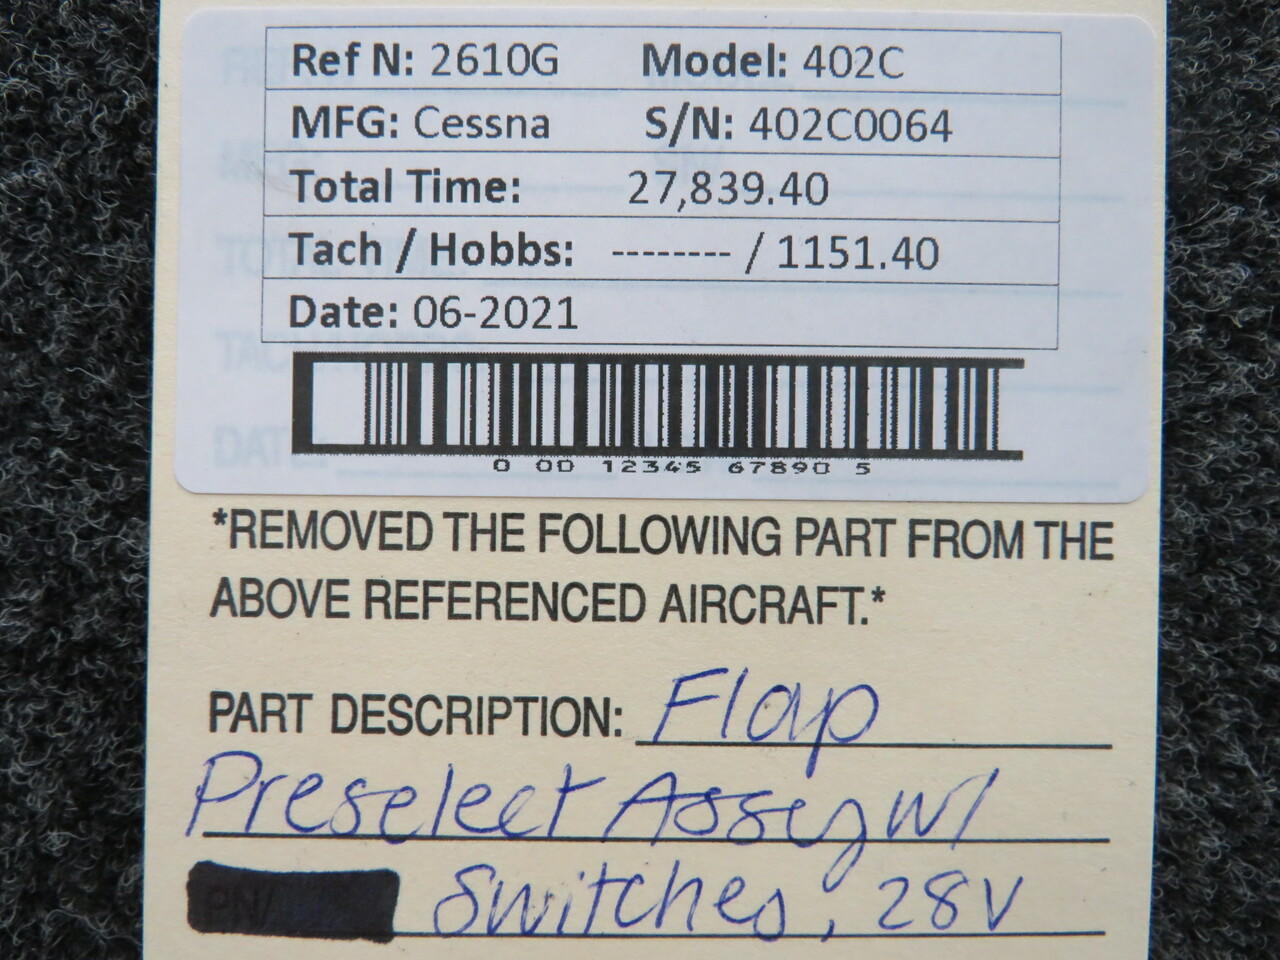 Ref N: 2610G Model: 402C
MFG: Cessna S/N: 402C0064
Total Time: 27,839.40
Tach / Hobbs: -------- / 1151.40
Date: 06-2021
0 00 12345 67890 5
*REMOVED THE FOLLOWING PART FROM THE
ABOVE REFERENCED AIRCRAFT.*
PART DESCRIPTION: Flap
Preselect Assy w/
PN/ Switches, 28V